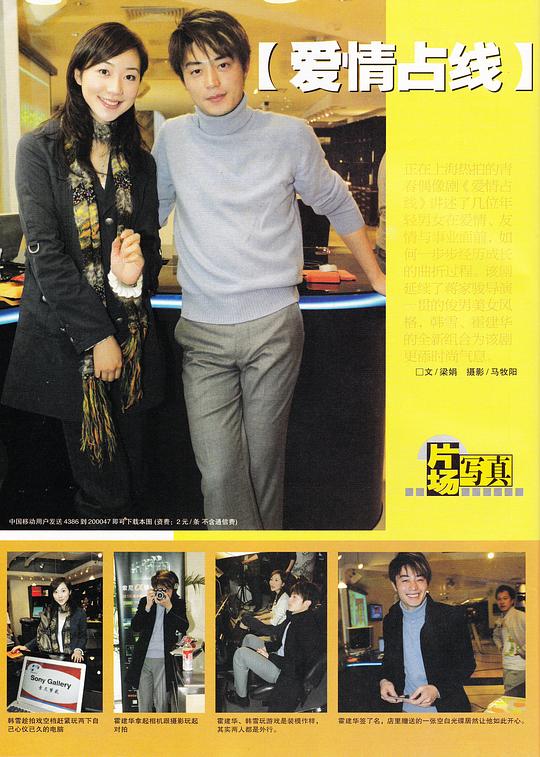 【爱情占线】
正在上海热拍的青
春偶像剧《爱情占
线》讲述了几位年
轻男女在爱情、友
情与事业面前，如
何一步步经历成长
的曲折过程。该剧
延续了蒋家骏导演
一贯的俊男美女风
格，韩雪、霍建华
的全新组合为该剧
更添时尚气息。
□文/梁娟 摄影/马牧阳
片场写真
中国移动用户发送 4386 到 200047 即可下载本图 (资费：2 元/条 不含通信费)
Sony Gallery
索尼梦苑
韩雪趁拍戏空档赶紧玩两下自
己心仪已久的电脑
霍建华拿起相机跟摄影玩起
对拍
霍建华、韩雪玩游戏是装模作样，
其实两人都是外行。
霍建华签了名，店里赠送的一张空白光碟居然让他如此开心。